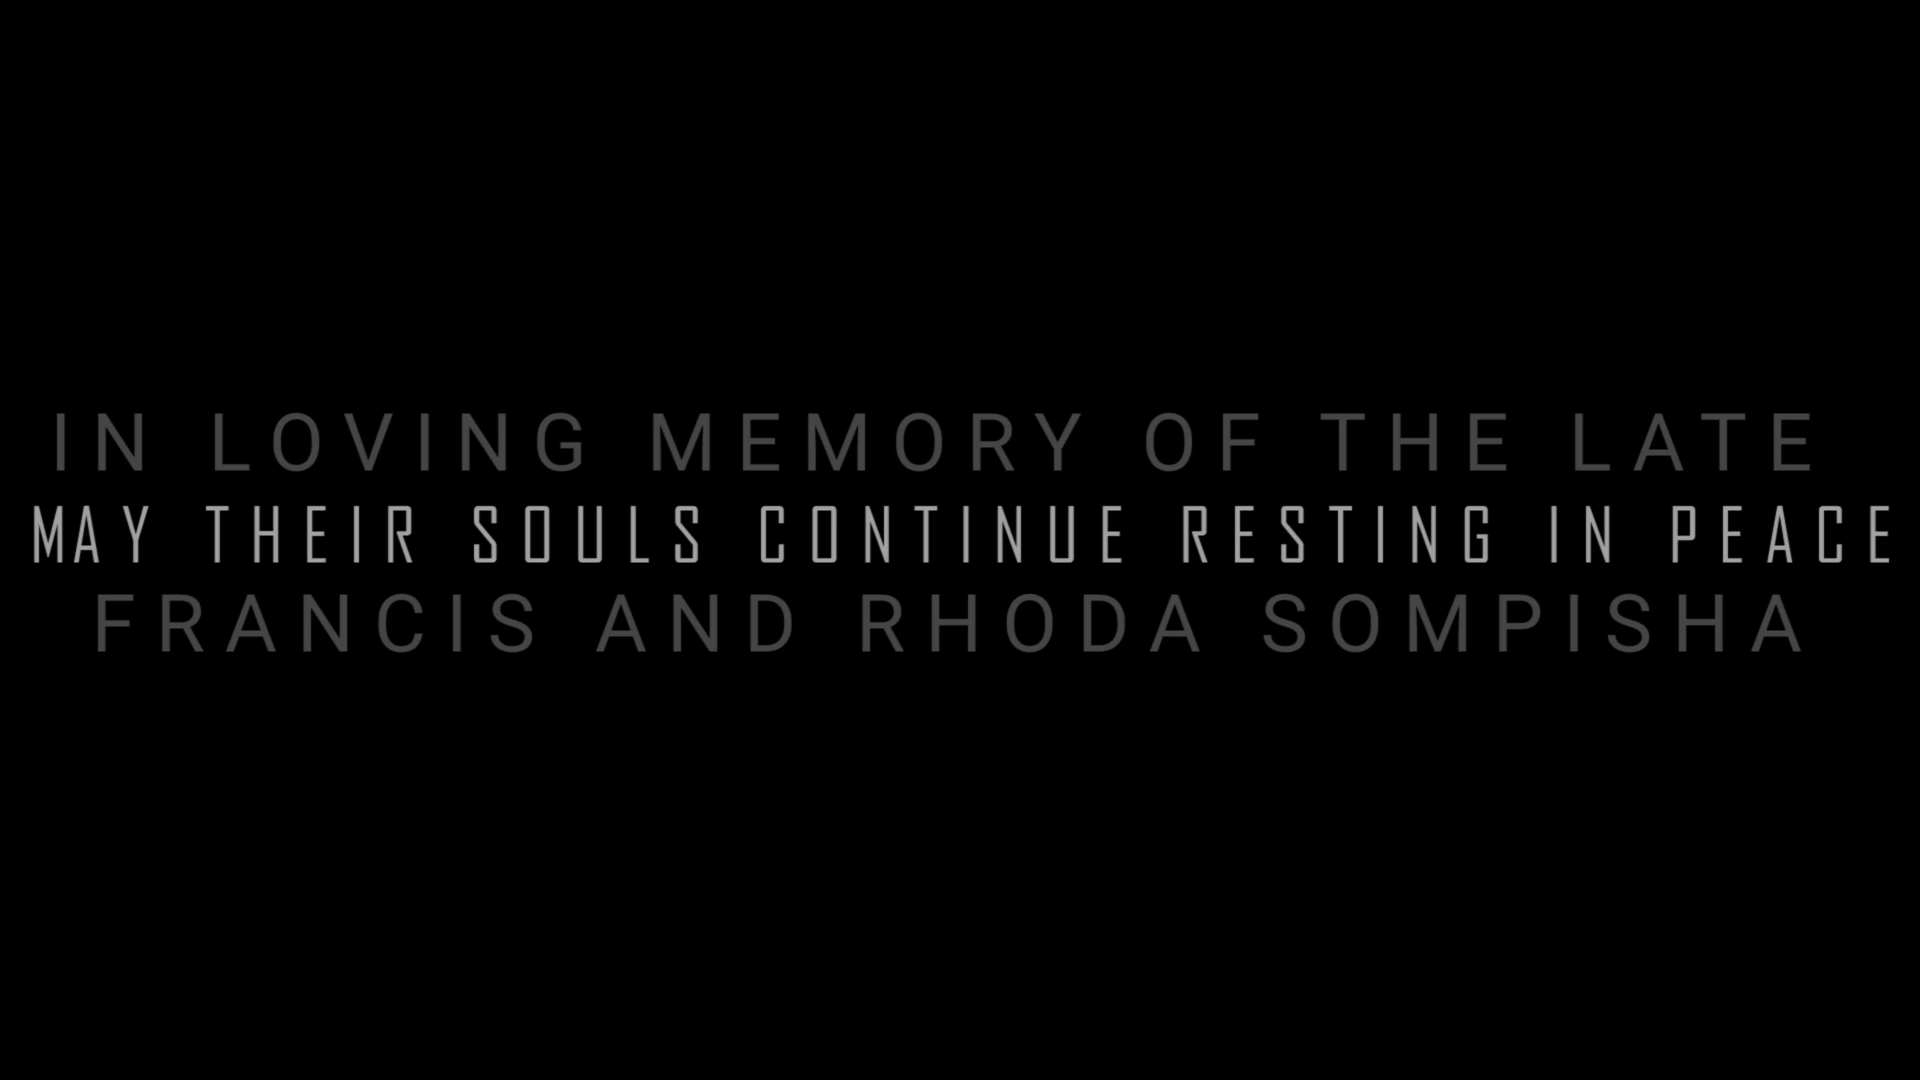 IN LOVING MEMORY OF THE LATE
MAY THEIR SOULS CONTINUE RESTING IN PEACE
FRANCIS AND RHODA SOMPISHA